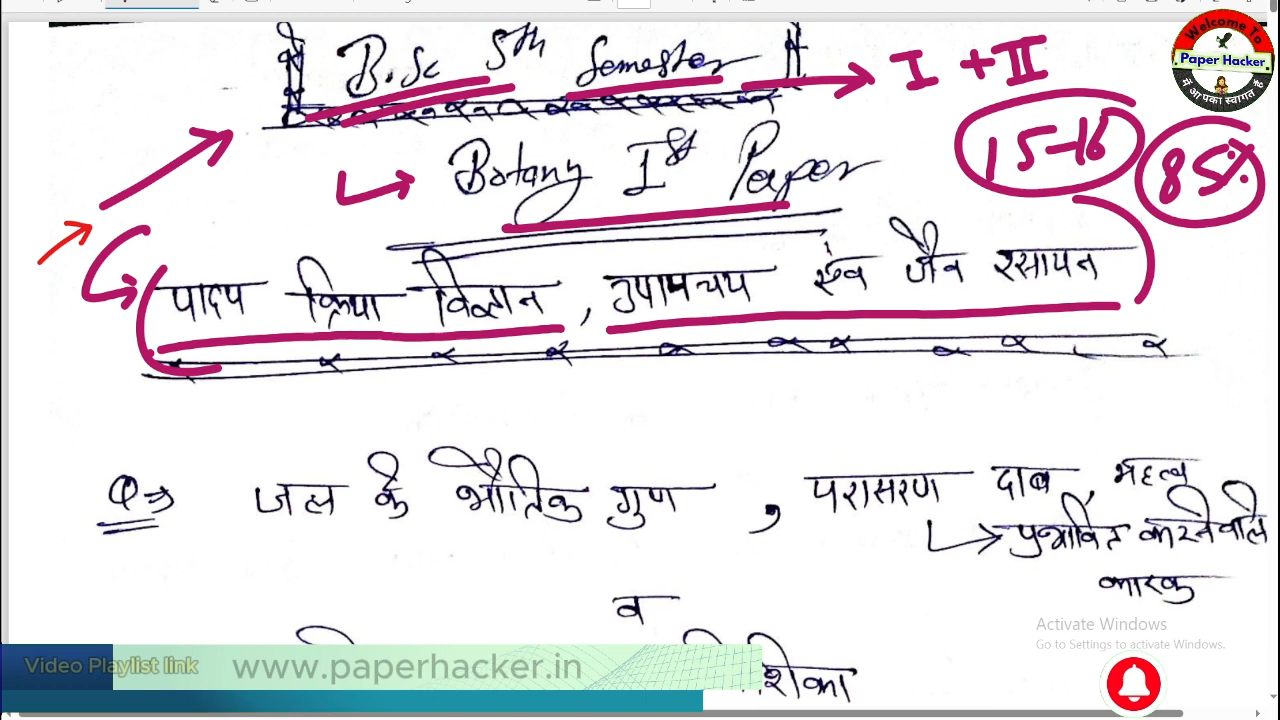 B.Sc 5th Semester → I + II
Botany Ist Paper
15-16
85%
पादप क्रिया विज्ञान, उपापचय एंव जैव रसायन
Q⇒ जल के भौतिक गुण, परासरण दाब, महत्व
→ प्रभावित करनेवाले
कारक
व
शिका
Welcome To
Paper Hacker
में आपका स्वागत है
Activate Windows
Go to Settings to activate Windows.
Video Playlist link
www.paperhacker.in